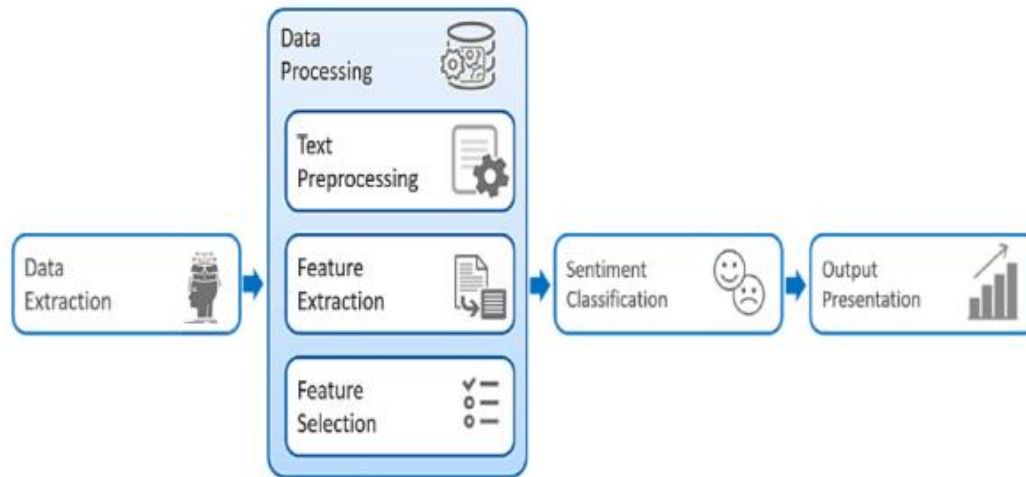 Data
Processing
Text
Preprocessing
Data
Extraction
Feature
Extraction
Sentiment
Classification
Output
Presentation
Feature
Selection